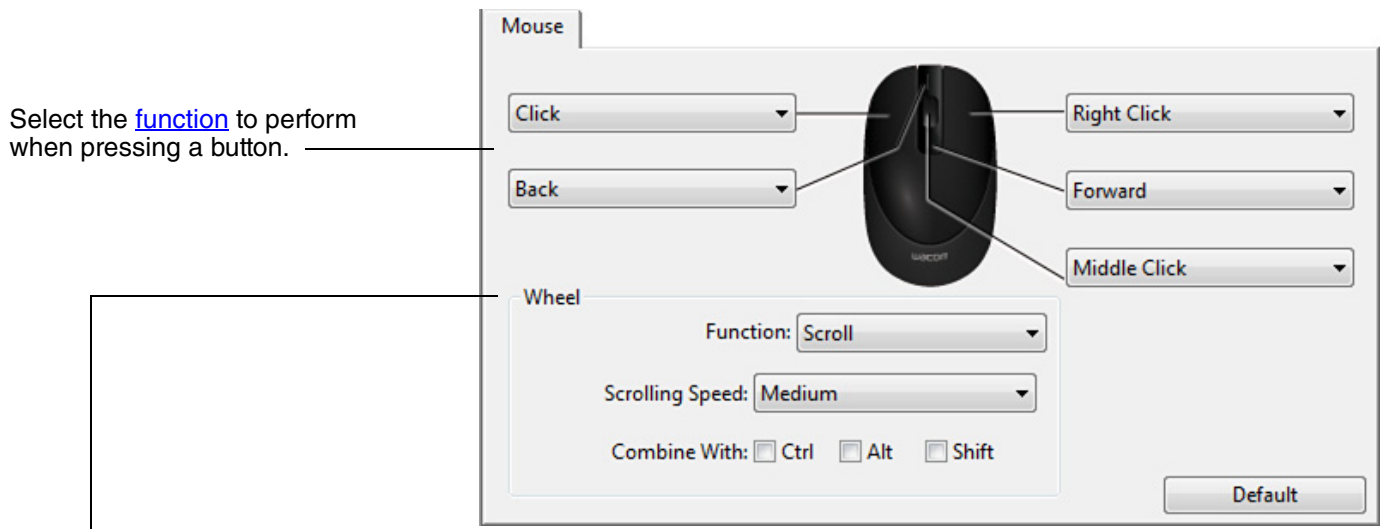 Mouse
Select the function to perform
when pressing a button.
Click
Right Click
Back
Forward
Middle Click
wacom
Wheel
Function: Scroll
Scrolling Speed: Medium
Combine With: Ctrl Alt Shift
Default